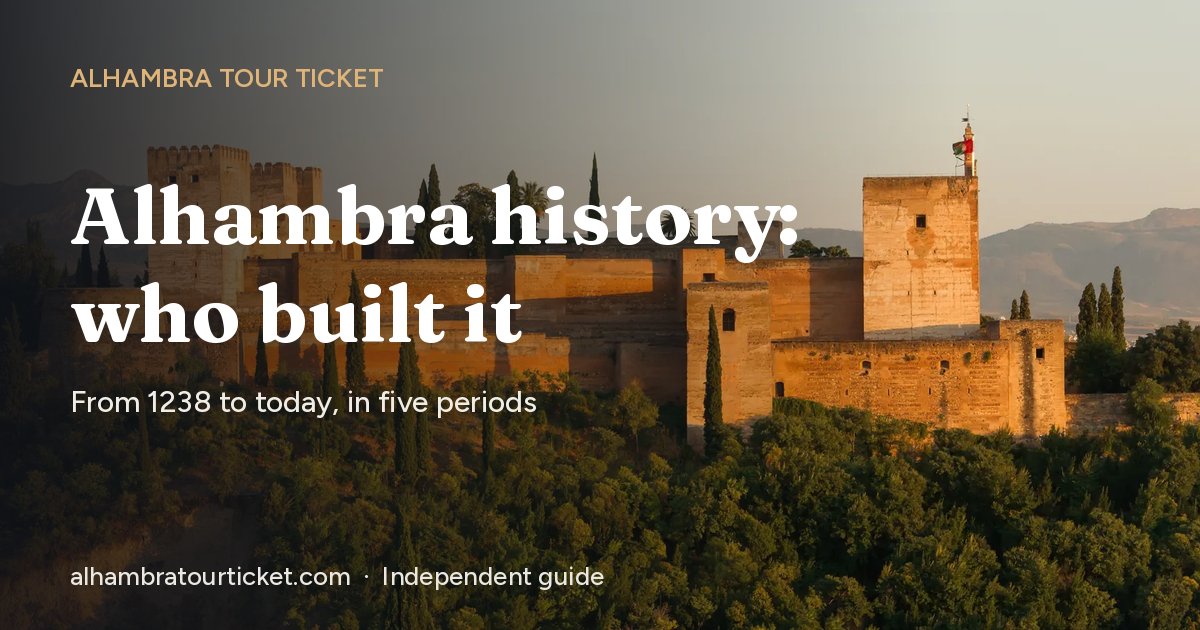 ALHAMBRA TOUR TICKET
Alhambra history:
who built it
From 1238 to today, in five periods
alhambratourticket.com · Independent guide